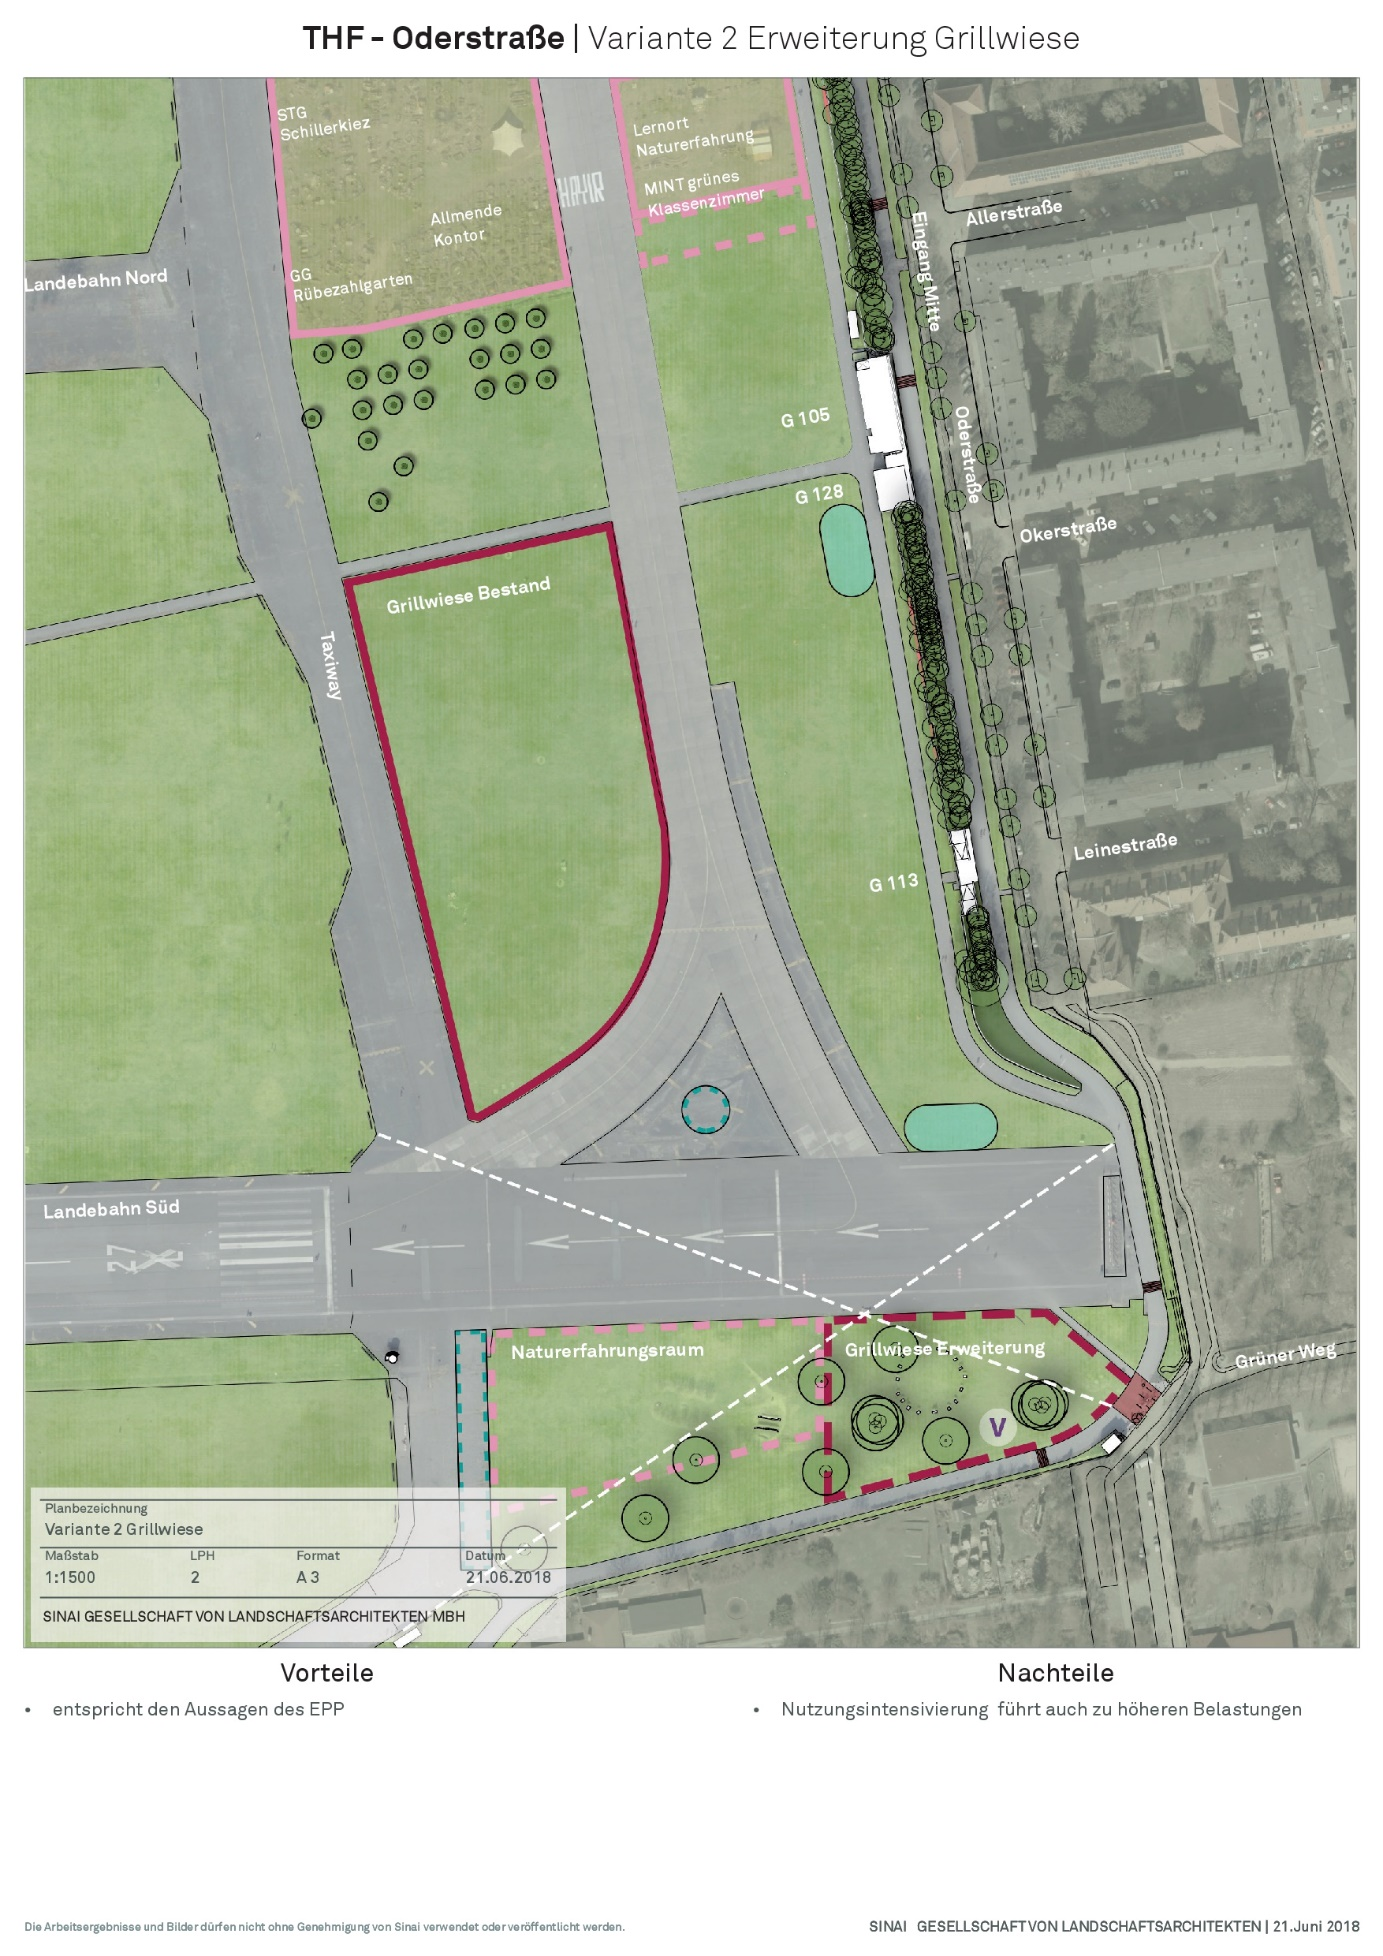 THF - Oderstraße | Variante 2 Erweiterung Grillwiese
STG
Schillerkiez
Lernort
Naturerfahrung
MINT grünes
Klassenzimmer
Allmende
Kontor
GG
Rübezahlgarten
HAYIR
Landebahn Nord
Eingang Mitte
Allerstraße
Oderstraße
G 105
G 128
Okerstraße
Grillwiese Bestand
Taxiway
Leinestraße
G 113
Landebahn Süd
27
Naturerfahrungsraum
Grillwiese Erweiterung
Grüner Weg
V
Planbezeichnung
Variante 2 Grillwiese
Maßstab LPH Format Datum
1:1500 2 A 3 21.06.2018
SINAI GESELLSCHAFT VON LANDSCHAFTSARCHITEKTEN MBH
Vorteile
• entspricht den Aussagen des EPP
Nachteile
• Nutzungsintensivierung führt auch zu höheren Belastungen
Die Arbeitsergebnisse und Bilder dürfen nicht ohne Genehmigung von Sinai verwendet oder veröffentlicht werden.
SINAI GESELLSCHAFT VON LANDSCHAFTSARCHITEKTEN | 21.Juni 2018